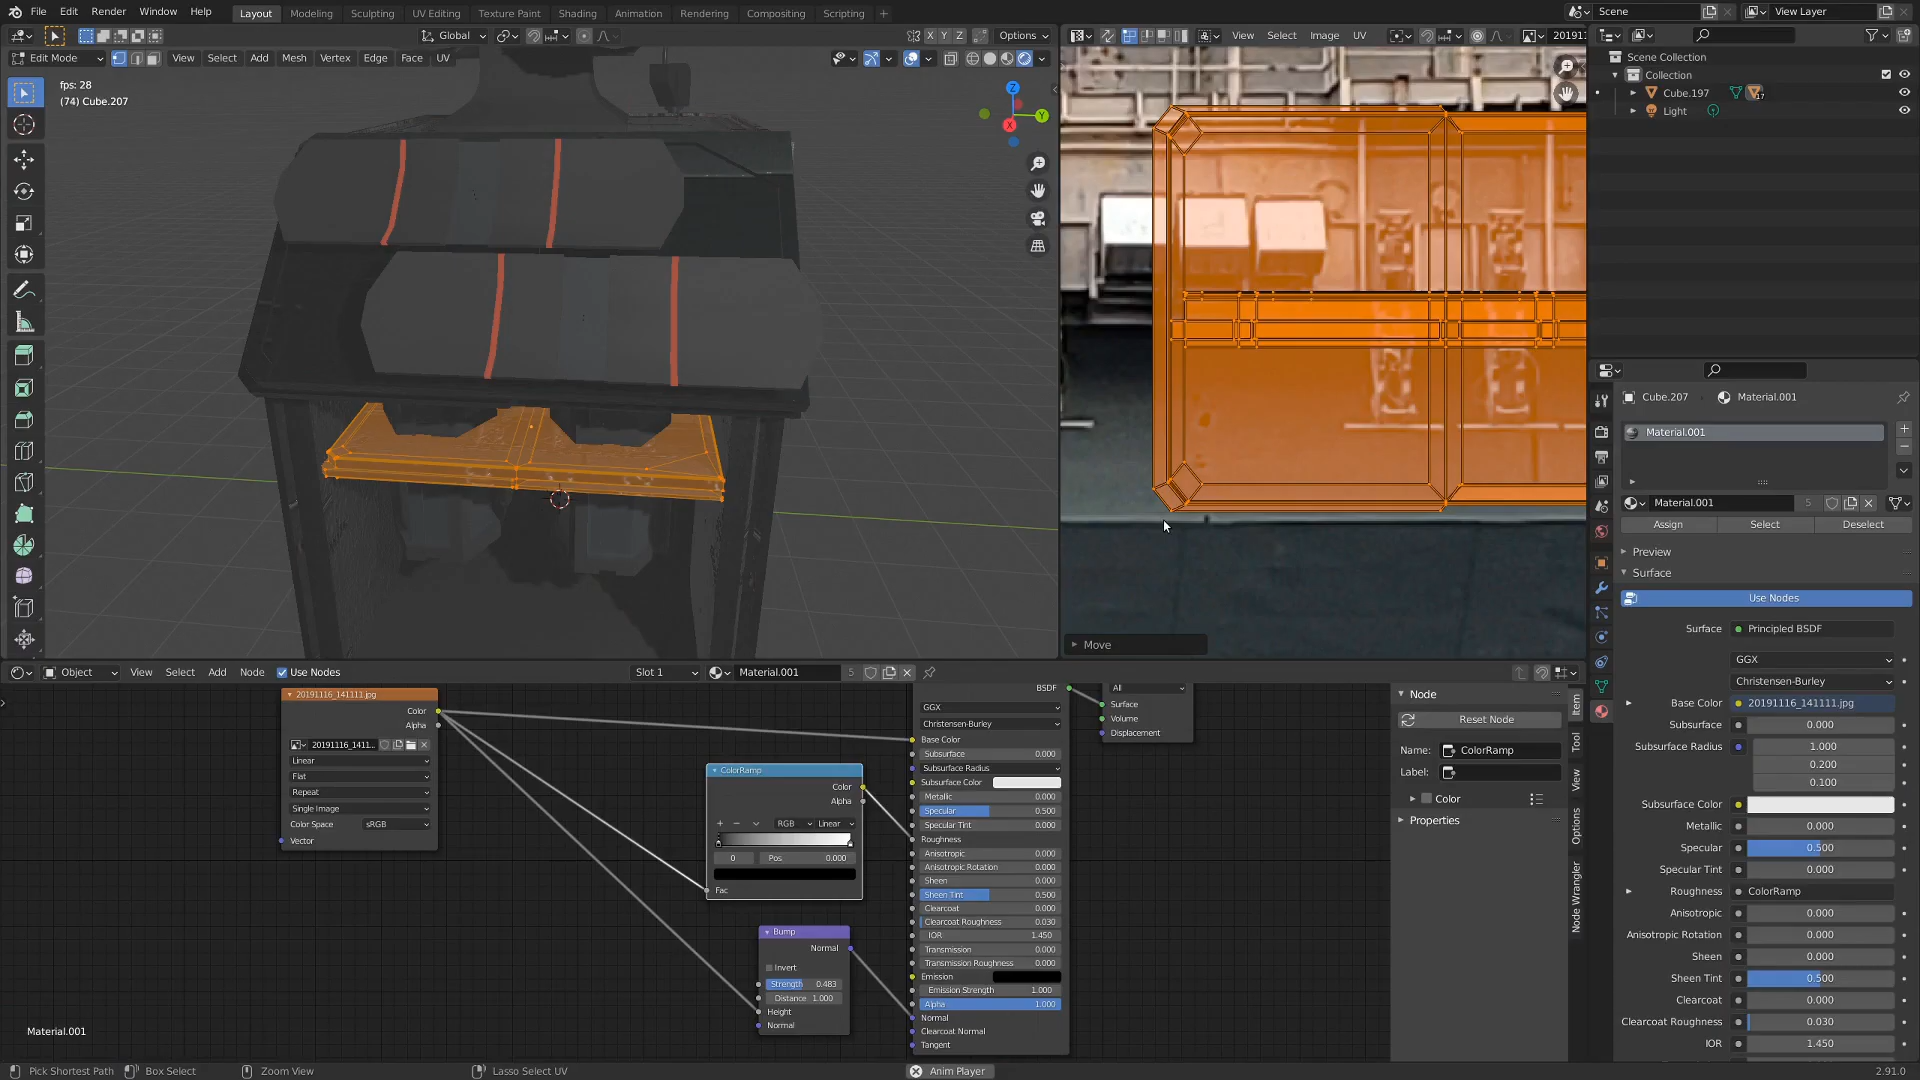 File Edit Render Window Help Layout Modeling Sculpting UV Editing Texture Paint Shading Animation Rendering Compositing Scripting + Scene View Layer
Edit Mode View Select Add Mesh Vertex Edge Face UV
Global X Y Z Options
fps: 28
(74) Cube.207
Z
Y
X
View Select Image UV 20191
Move
Scene Collection
Collection
Cube.197 17
Light
Cube.207 Material.001
Material.001
Material.001 5
Assign Select Deselect
Preview
Surface
Use Nodes
Surface Principled BSDF
GGX
Christensen-Burley
Base Color 20191116_141111.jpg
Subsurface 0.000
Subsurface Radius 1.000
0.200
0.100
Subsurface Color
Metallic 0.000
Specular 0.500
Specular Tint 0.000
Roughness ColorRamp
Anisotropic 0.000
Anisotropic Rotation 0.000
Sheen 0.000
Sheen Tint 0.500
Clearcoat 0.000
Clearcoat Roughness 0.030
IOR 1.450
Object View Select Add Node Use Nodes Slot 1 Material.001 5
20191116_141111.jpg
Color
Alpha
20191116_1411...
Linear
Flat
Repeat
Single Image
Color Space sRGB
Vector
ColorRamp
Color
Alpha
+ − RGB Linear
0 Pos 0.000
Fac
Bump
Normal
Invert
Strength 0.483
Distance 1.000
Height
Normal
BSDF
GGX
Christensen-Burley
Base Color
Subsurface 0.000
Subsurface Radius
Subsurface Color
Metallic 0.000
Specular 0.500
Specular Tint 0.000
Roughness
Anisotropic 0.000
Anisotropic Rotation 0.000
Sheen 0.000
Sheen Tint 0.500
Clearcoat 0.000
Clearcoat Roughness 0.030
IOR 1.450
Transmission 0.000
Transmission Roughness 0.000
Emission
Emission Strength 1.000
Alpha 1.000
Normal
Clearcoat Normal
Tangent
All
Surface
Volume
Displacement
Node
Reset Node
Name: ColorRamp
Label:
Color
Properties
Item
Tool
View
Options
Node Wrangler
Material.001
Pick Shortest Path Box Select Zoom View Lasso Select UV Anim Player 2.91.0